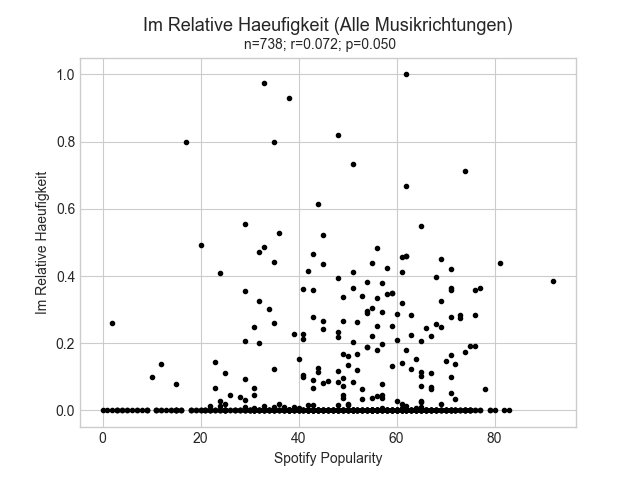 Im Relative Haeufigkeit (Alle Musikrichtungen)
n=738; r=0.072; p=0.050
1.0
0.8
0.6
0.4
0.2
0.0
Im Relative Haeufigkeit
0 20 40 60 80
Spotify Popularity